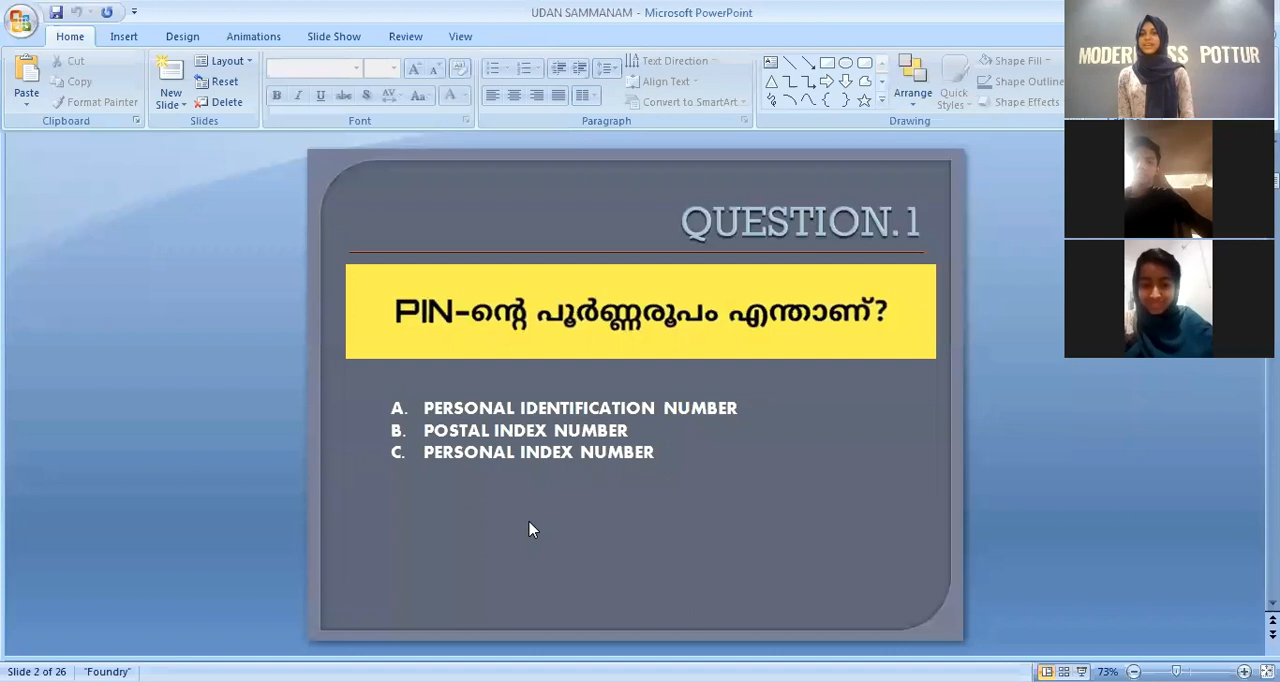 UDAN SAMMANAM - Microsoft PowerPoint
Home Insert Design Animations Slide Show Review View
Paste
Cut
Copy
Format Painter
Clipboard
New Slide
Layout
Reset
Delete
Slides
B I U abc S AV Aa A
Font
Paragraph
Text Direction
Align Text
Convert to SmartArt
Arrange
Quick Styles
Shape Fill
Shape Outline
Shape Effects
Drawing
POTTUR
QUESTION.1
PIN-ന്റെ പൂർണ്ണരൂപം എന്താണ്?
A. PERSONAL IDENTIFICATION NUMBER
B. POSTAL INDEX NUMBER
C. PERSONAL INDEX NUMBER
Slide 2 of 26 "Foundry" 73%